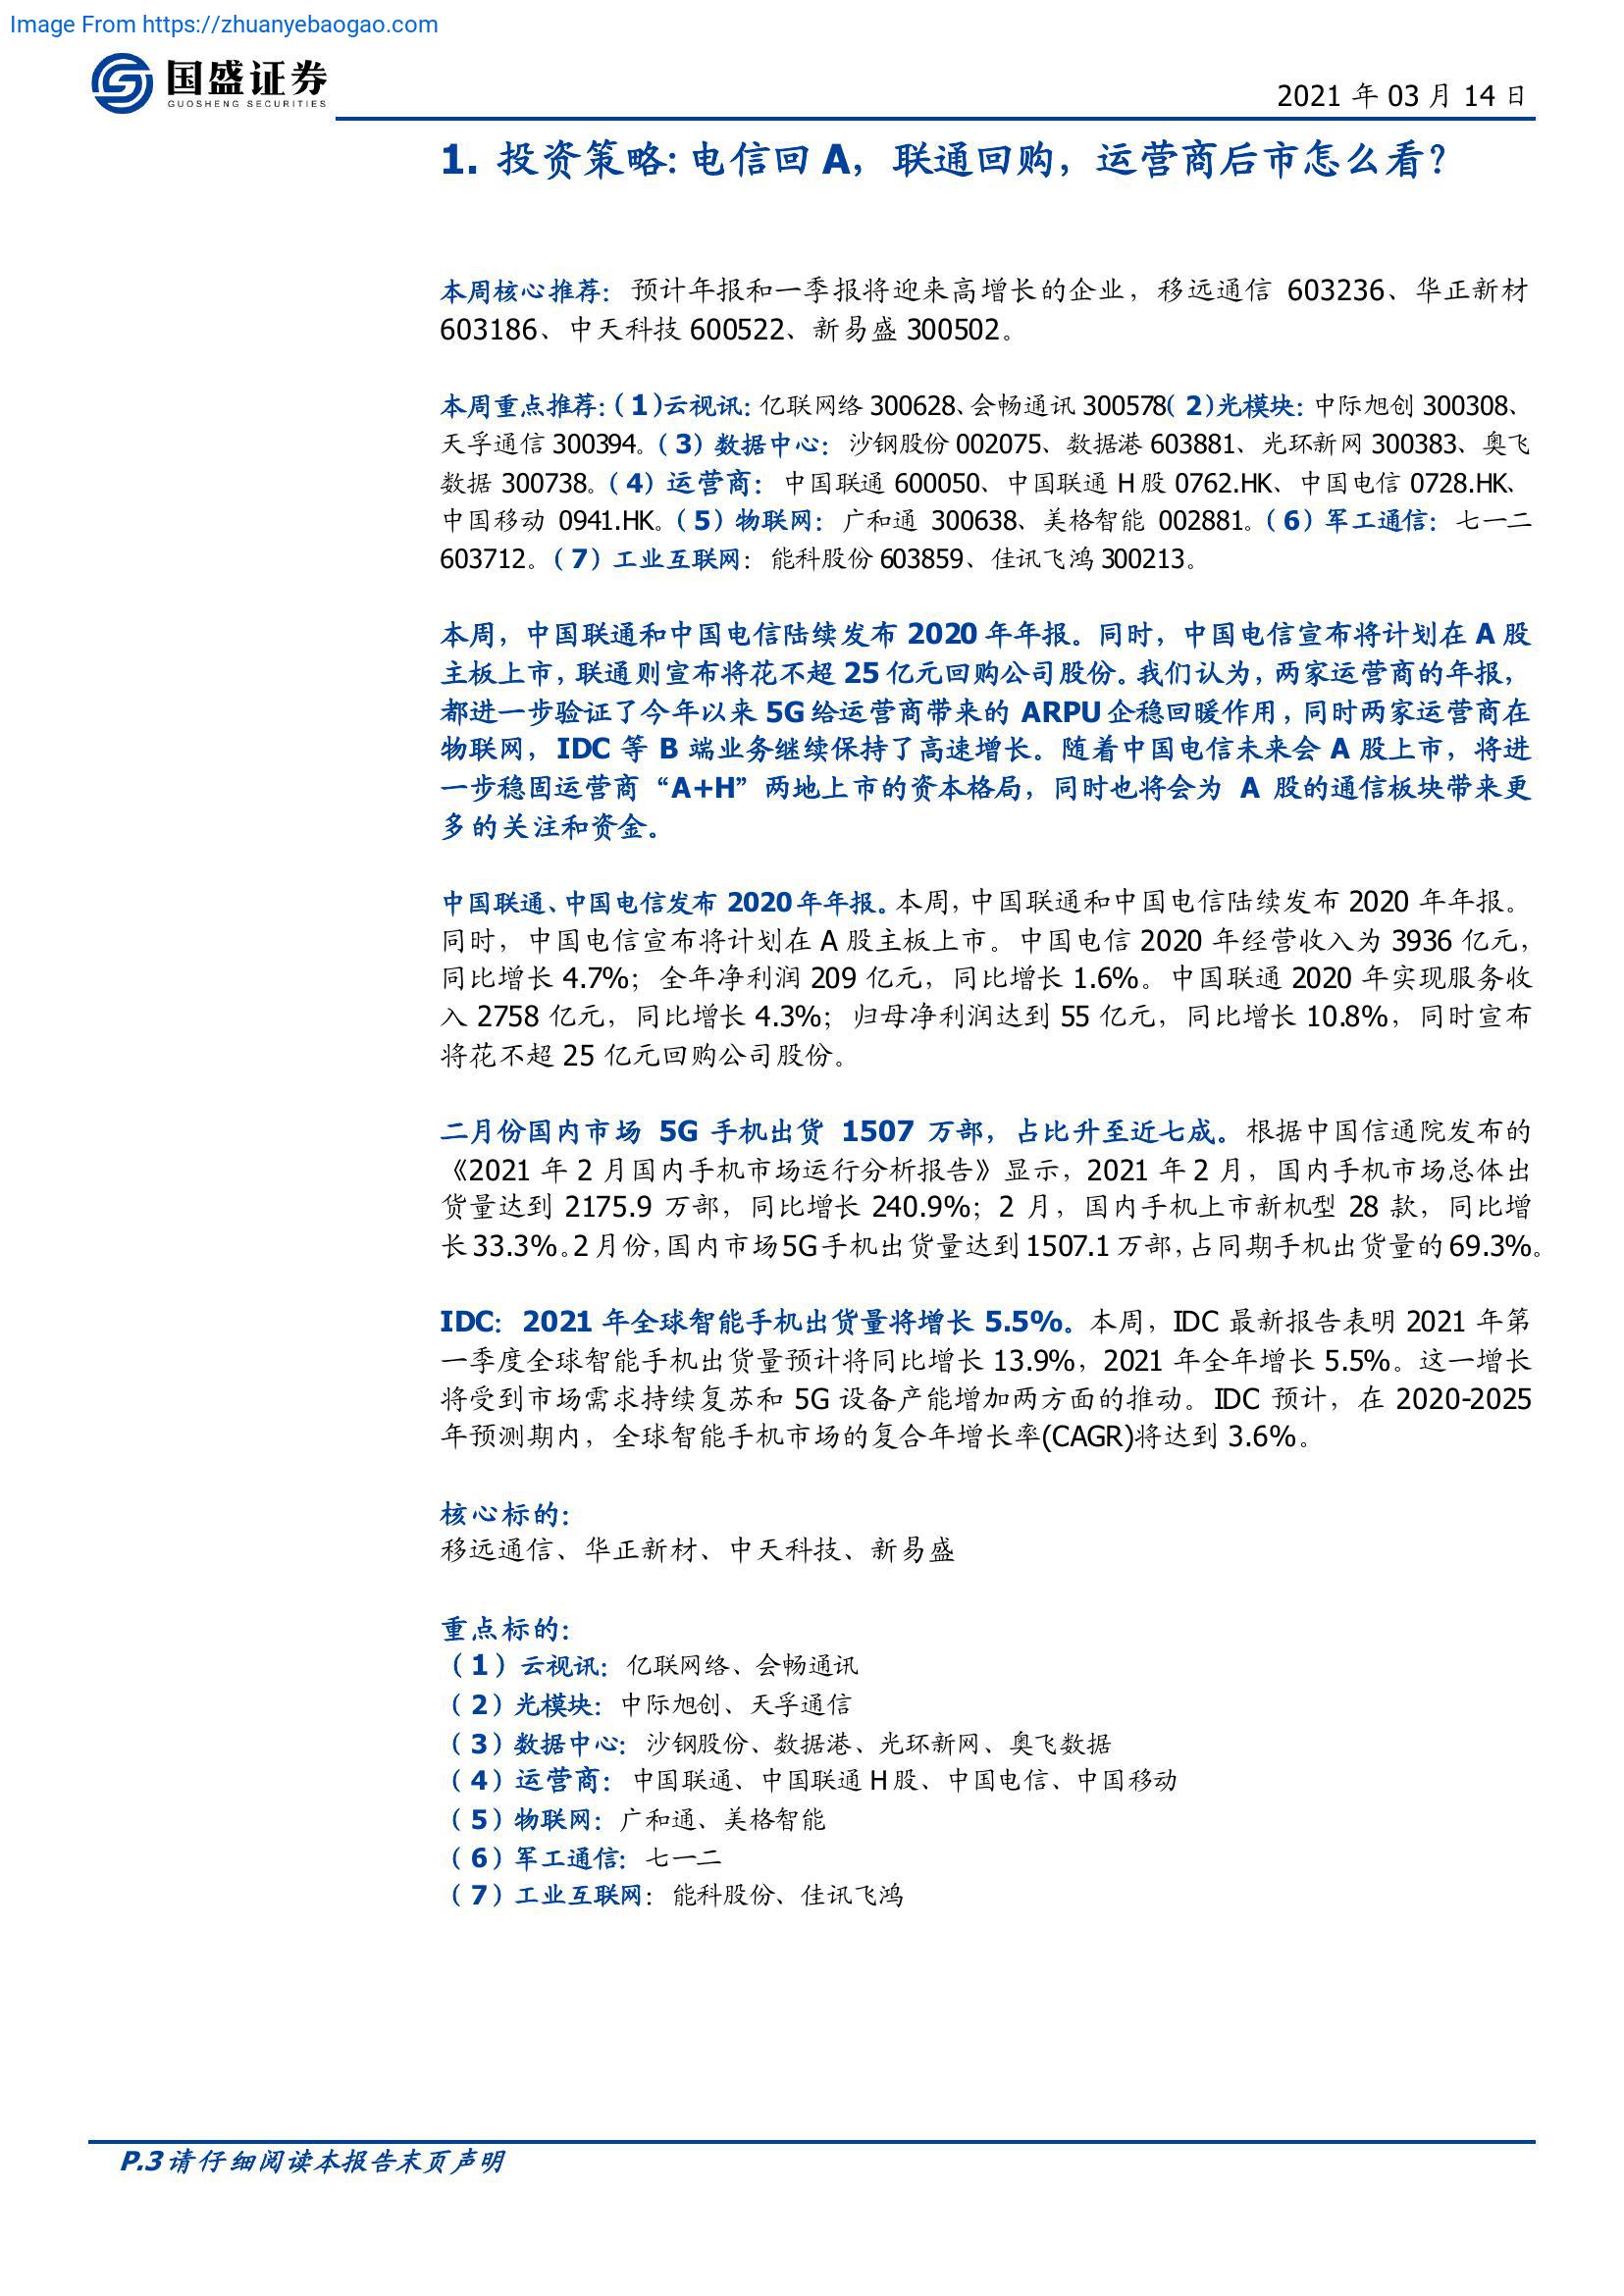 Image From https://zhuanyebaogao.com
国盛证券
GUOSHENG SECURITIES
2021 年 03 月 14 日
1. 投资策略：电信回 A，联通回购，运营商后市怎么看？
本周核心推荐：预计年报和一季报将迎来高增长的企业，移远通信 603236、华正新材
603186、中天科技 600522、新易盛 300502。
本周重点推荐：（1）云视讯：亿联网络 300628、会畅通讯 300578（2）光模块：中际旭创 300308、
天孚通信 300394。（3）数据中心：沙钢股份 002075、数据港 603881、光环新网 300383、奥飞
数据 300738。（4）运营商：中国联通 600050、中国联通 H 股 0762.HK、中国电信 0728.HK、
中国移动 0941.HK。（5）物联网：广和通 300638、美格智能 002881。（6）军工通信：七一二
603712。（7）工业互联网：能科股份 603859、佳讯飞鸿 300213。
本周，中国联通和中国电信陆续发布 2020 年年报。同时，中国电信宣布将计划在 A 股
主板上市，联通则宣布将花不超 25 亿元回购公司股份。我们认为，两家运营商的年报，
都进一步验证了今年以来 5G 给运营商带来的 ARPU 企稳回暖作用，同时两家运营商在
物联网，IDC 等 B 端业务继续保持了高速增长。随着中国电信未来会 A 股上市，将进
一步稳固运营商“A+H”两地上市的资本格局，同时也将会为 A 股的通信板块带来更
多的关注和资金。
中国联通、中国电信发布 2020 年年报。本周，中国联通和中国电信陆续发布 2020 年年报。
同时，中国电信宣布将计划在 A 股主板上市。中国电信 2020 年经营收入为 3936 亿元，
同比增长 4.7%；全年净利润 209 亿元，同比增长 1.6%。中国联通 2020 年实现服务收
入 2758 亿元，同比增长 4.3%；归母净利润达到 55 亿元，同比增长 10.8%，同时宣布
将花不超 25 亿元回购公司股份。
二月份国内市场 5G 手机出货 1507 万部，占比升至近七成。根据中国信通院发布的
《2021 年 2 月国内手机市场运行分析报告》显示，2021 年 2 月，国内手机市场总体出
货量达到 2175.9 万部，同比增长 240.9%；2 月，国内手机上市新机型 28 款，同比增
长 33.3%。2 月份，国内市场 5G 手机出货量达到 1507.1 万部，占同期手机出货量的 69.3%。
IDC：2021 年全球智能手机出货量将增长 5.5%。本周，IDC 最新报告表明 2021 年第
一季度全球智能手机出货量预计将同比增长 13.9%，2021 年全年增长 5.5%。这一增长
将受到市场需求持续复苏和 5G 设备产能增加两方面的推动。IDC 预计，在 2020-2025
年预测期内，全球智能手机市场的复合年增长率(CAGR)将达到 3.6%。
核心标的：
移远通信、华正新材、中天科技、新易盛
重点标的：
（1）云视讯：亿联网络、会畅通讯
（2）光模块：中际旭创、天孚通信
（3）数据中心：沙钢股份、数据港、光环新网、奥飞数据
（4）运营商：中国联通、中国联通 H 股、中国电信、中国移动
（5）物联网：广和通、美格智能
（6）军工通信：七一二
（7）工业互联网：能科股份、佳讯飞鸿
P.3 请仔细阅读本报告末页声明